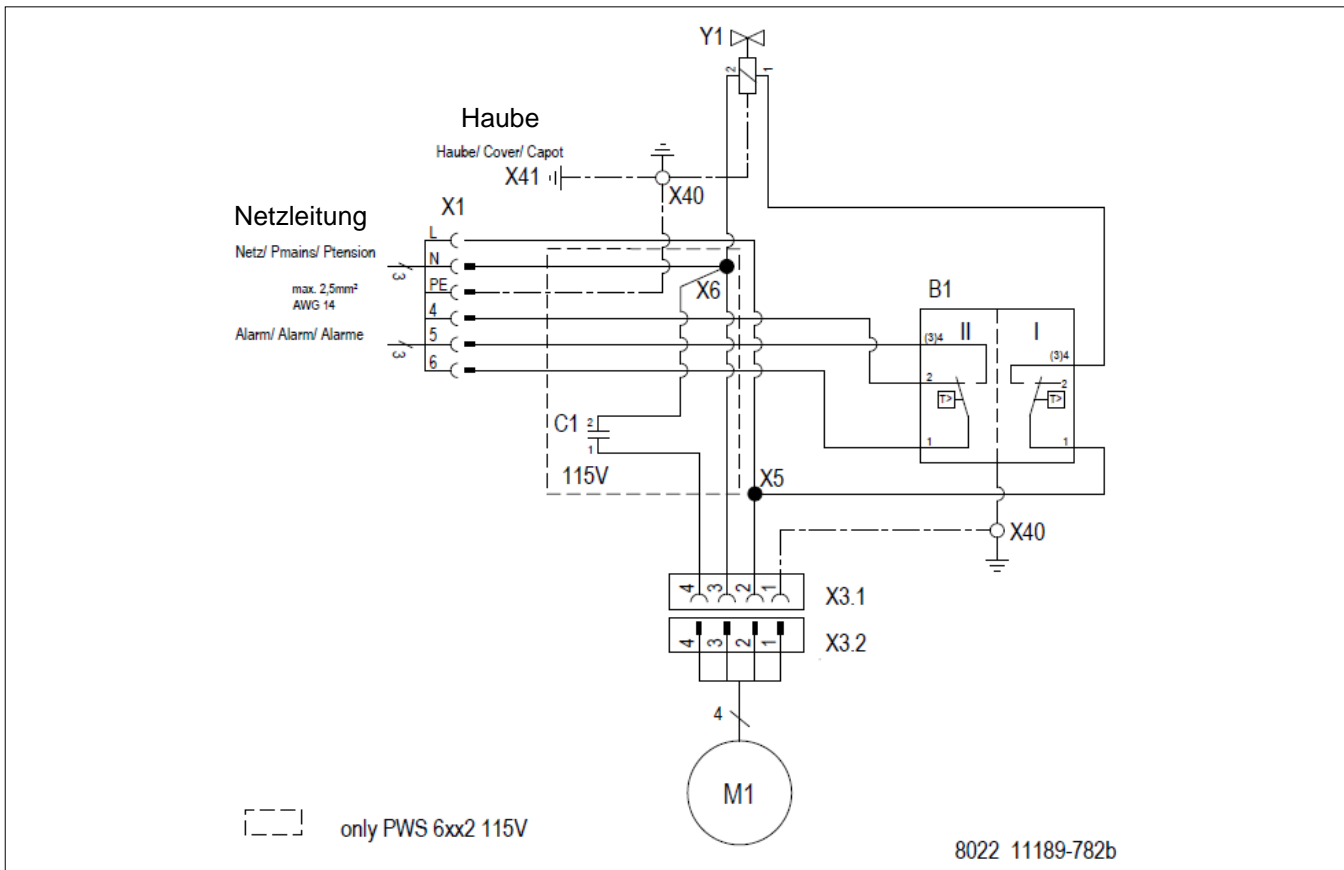 Y1
2
1
Haube
Haube/ Cover/ Capot
X41
X40
Netzleitung
X1
L
Netz/ Pmains/ Ptension
3
N
PE
max. 2,5mm²
AWG 14
4
Alarm/ Alarm/ Alarme
3
5
6
X6
B1
II
I
(3)4
(3)4
2
2
T>
T>
1
1
C1
2
1
115V
X5
X40
4 3 2 1
X3.1
4 3 2 1
X3.2
4
M1
only PWS 6xx2 115V
8022 11189-782b